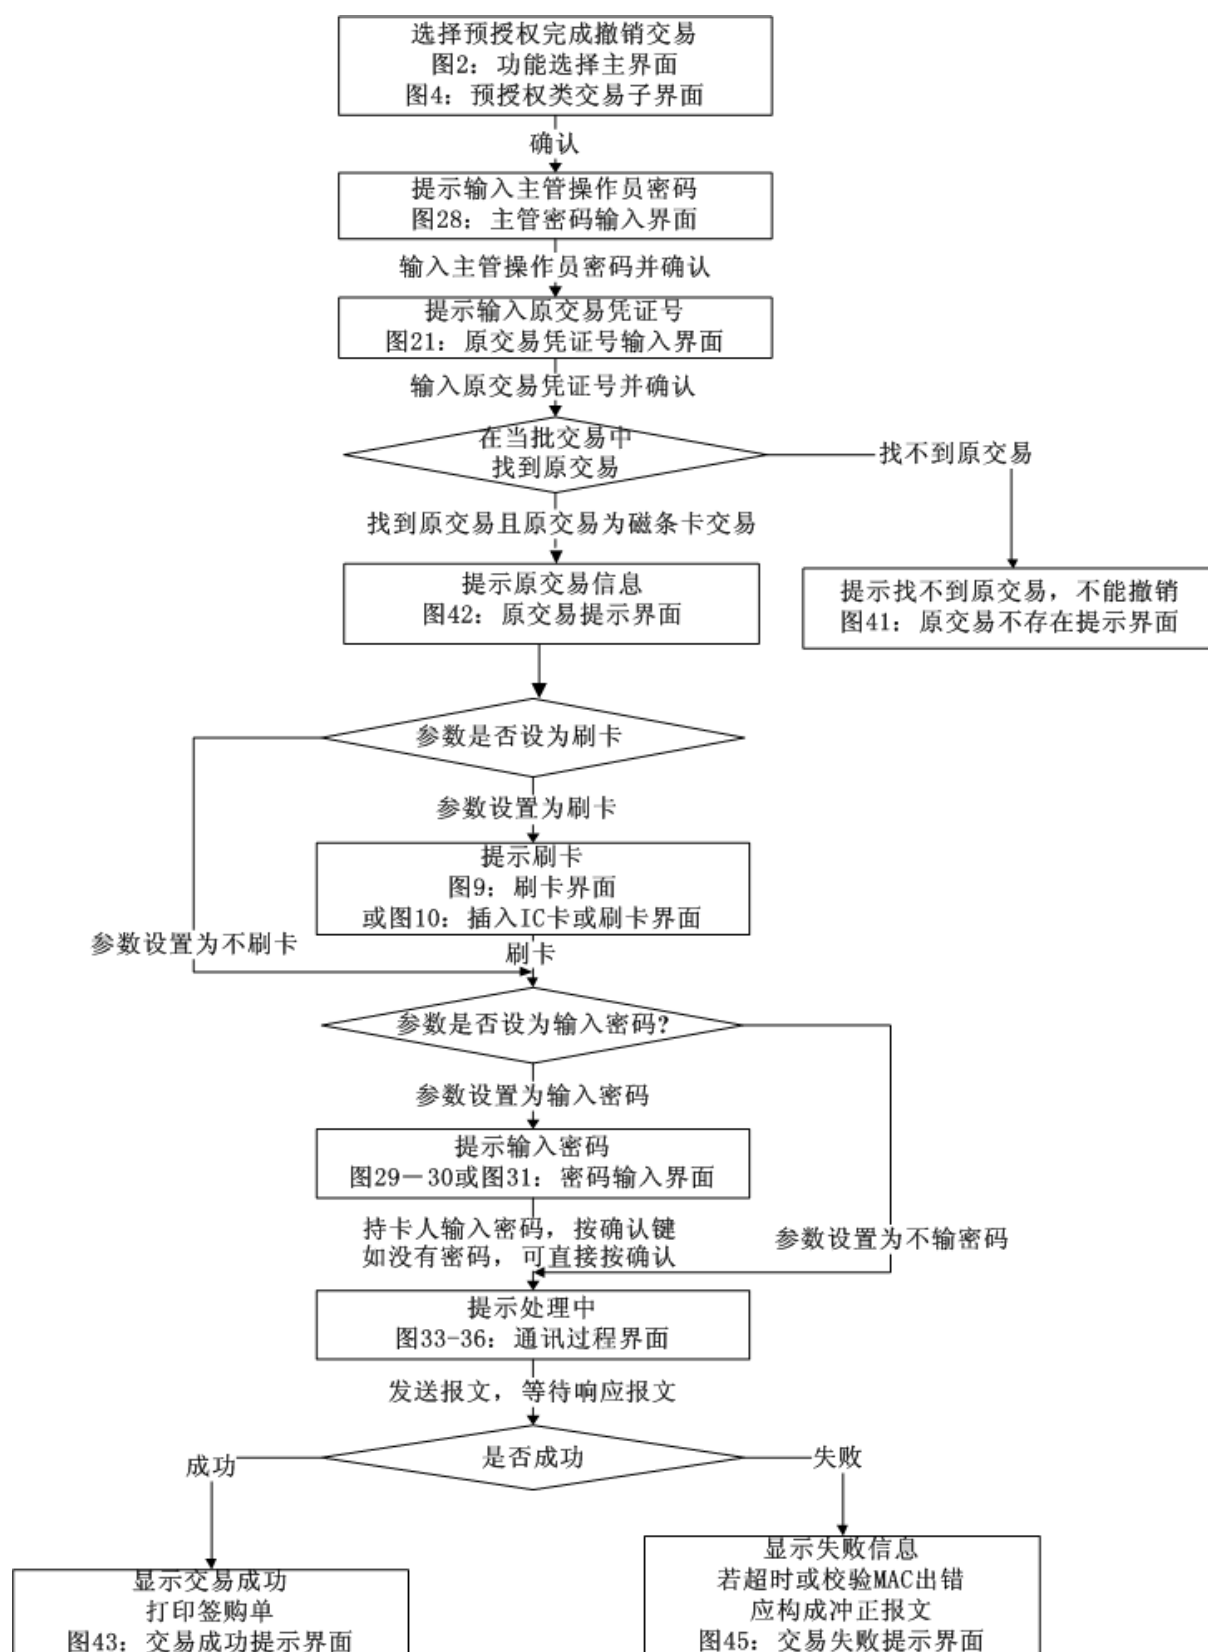 选择预授权完成撤销交易
图2：功能选择主界面
图4：预授权类交易子界面
确认
提示输入主管操作员密码
图28：主管密码输入界面
输入主管操作员密码并确认
提示输入原交易凭证号
图21：原交易凭证号输入界面
输入原交易凭证号并确认
在当批交易中
找到原交易
找不到原交易
找到原交易且原交易为磁条卡交易
提示原交易信息
图42：原交易提示界面
提示找不到原交易，不能撤销
图41：原交易不存在提示界面
参数是否设为刷卡
参数设置为刷卡
提示刷卡
图9：刷卡界面
或图10：插入IC卡或刷卡界面
参数设置为不刷卡
刷卡
参数是否设为输入密码?
参数设置为输入密码
提示输入密码
图29－30或图31：密码输入界面
持卡人输入密码，按确认键
如没有密码，可直接按确认
参数设置为不输密码
提示处理中
图33-36：通讯过程界面
发送报文，等待响应报文
是否成功
成功
失败
显示交易成功
打印签购单
图43：交易成功提示界面
显示失败信息
若超时或校验MAC出错
应构成冲正报文
图45：交易失败提示界面